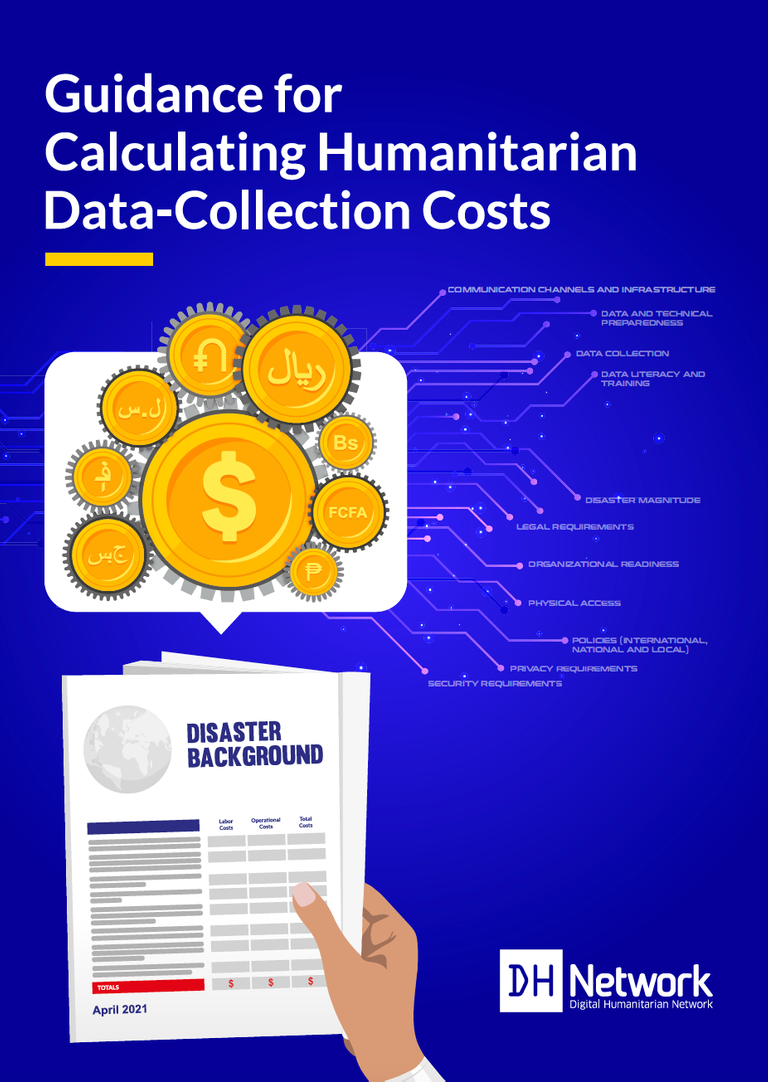 Guidance for
Calculating Humanitarian
Data-Collection Costs
COMMUNICATION CHANNELS AND INFRASTRUCTURE
DATA AND TECHNICAL
PREPAREDNESS
DATA COLLECTION
DATA LITERACY AND
TRAINING
DISASTER MAGNITUDE
LEGAL REQUIREMENTS
ORGANIZATIONAL READINESS
PHYSICAL ACCESS
POLICIES (INTERNATIONAL,
NATIONAL AND LOCAL)
PRIVACY REQUIREMENTS
SECURITY REQUIREMENTS
ريال
ل.س
$
Bs
FCFA
ج.س
₱
DISASTER
BACKGROUND
Labor
Costs
Operational
Costs
Total
Costs
TOTALS
$ $ $
April 2021
DH Network
Digital Humanitarian Network